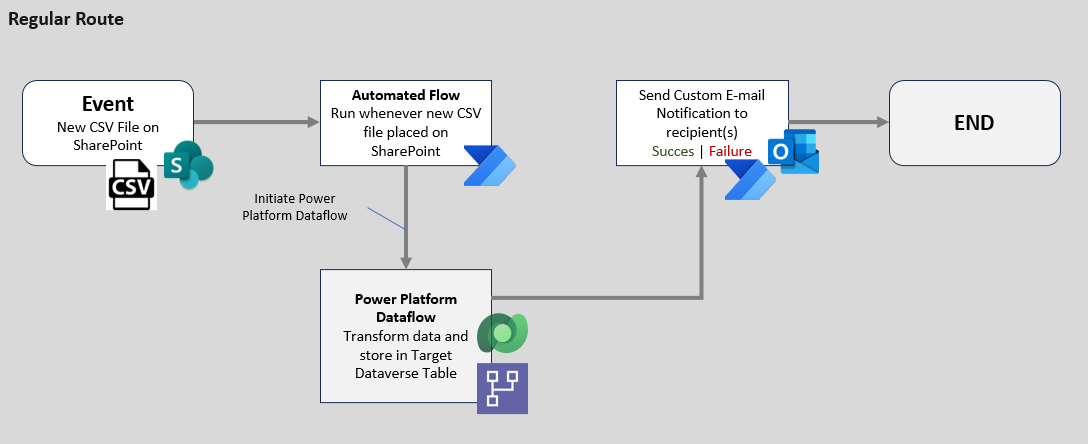 Regular Route
Event
New CSV File on
SharePoint
CSV
S
Automated Flow
Run whenever new CSV
file placed on
SharePoint
Initiate Power
Platform Dataflow
Power Platform
Dataflow
Transform data and
store in Target
Dataverse Table
Send Custom E-mail
Notification to
recipient(s)
Succes | Failure
O
END